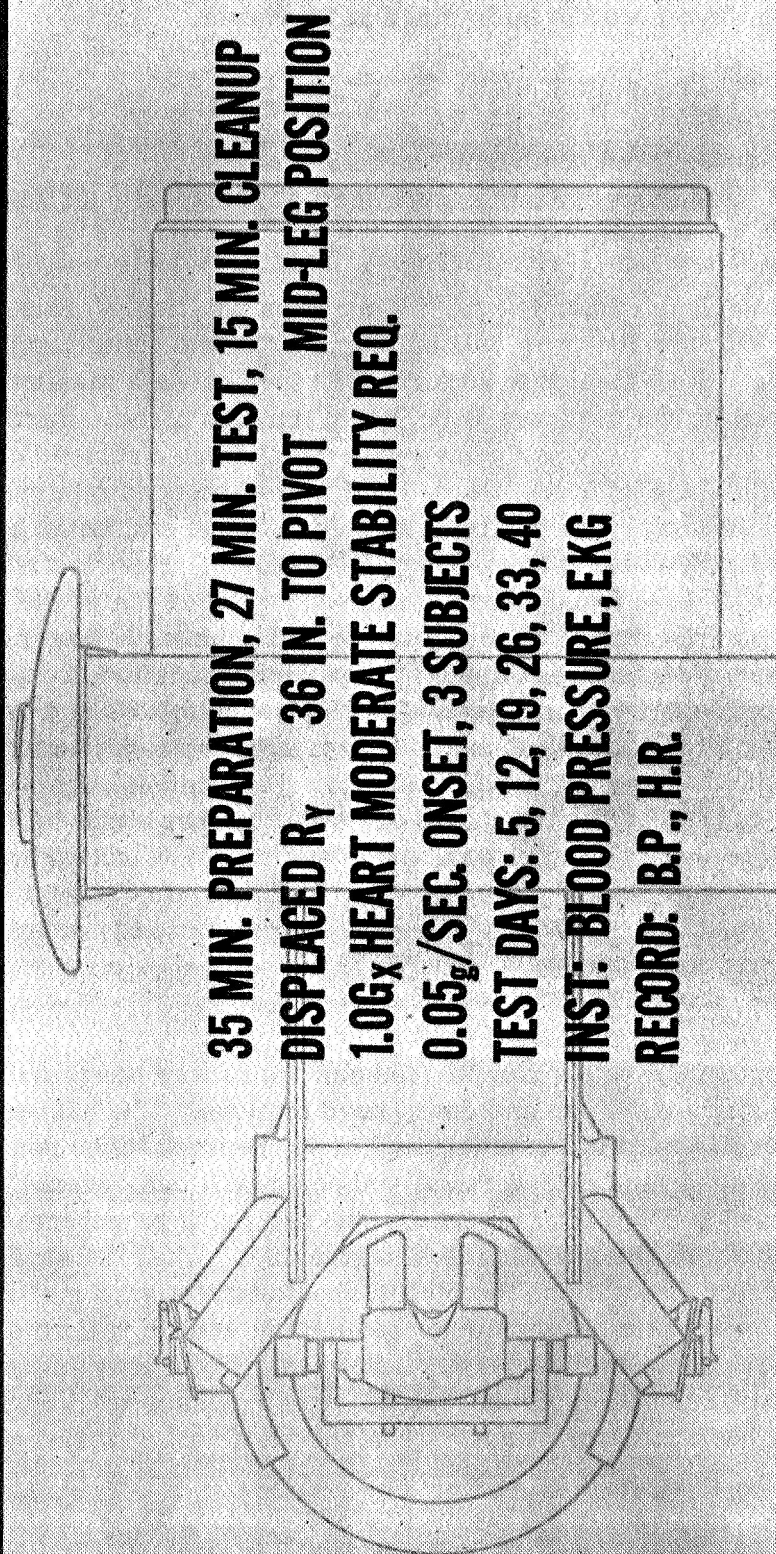 35 MIN. PREPARATION, 27 MIN. TEST, 15 MIN. CLEANUP
DISPLACED RY 36 IN. TO PIVOT MID-LEG POSITION
1.0GX HEART MODERATE STABILITY REQ.
0.05g/SEC. ONSET, 3 SUBJECTS
TEST DAYS: 5, 12, 19, 26, 33, 40
INST: BLOOD PRESSURE, EKG
RECORD: B.P., H.R.